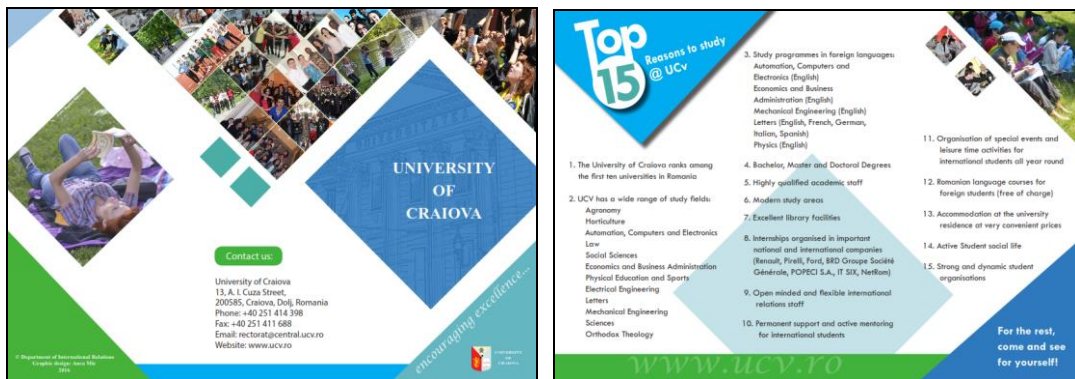 UNIVERSITY
OF
CRAIOVA
Contact us:
University of Craiova
13, A. I. Cuza Street,
200585, Craiova, Dolj, Romania
Phone: +40 251 414 398
Fax: +40 251 411 688
Email: rectorat@central.ucv.ro
Website: www.ucv.ro
© Department of International Relations
Graphic design: Anca Mix
2016
encouraging excellence...
UNIVERSITY
OF
CRAIOVA
Top
15
Reasons to study
@ UCv
1. The University of Craiova ranks among
the first ten universities in Romania
2. UCV has a wide range of study fields:
Agronomy
Horticulture
Automation, Computers and Electronics
Law
Social Sciences
Economics and Business Administration
Physical Education and Sports
Electrical Engineering
Letters
Mechanical Engineering
Sciences
Orthodox Theology
3. Study programmes in foreign languages:
Automation, Computers and
Electronics (English)
Economics and Business
Administration (English)
Mechanical Engineering (English)
Letters (English, French, German,
Italian, Spanish)
Physics (English)
4. Bachelor, Master and Doctoral Degrees
5. Highly qualified academic staff
6. Modern study areas
7. Excellent library facilities
8. Internships organised in important
national and international companies
(Renault, Pirelli, Ford, BRD Groupe Société
Générale, POPECI S.A., IT SIX, NetRom)
9. Open minded and flexible international
relations staff
10. Permanent support and active mentoring
for international students
11. Organisation of special events and
leisure time activities for
international students all year round
12. Romanian language courses for
foreign students (free of charge)
13. Accommodation at the university
residence at very convenient prices
14. Active Student social life
15. Strong and dynamic student
organisations
For the rest,
come and see
for yourself!
www.ucv.ro